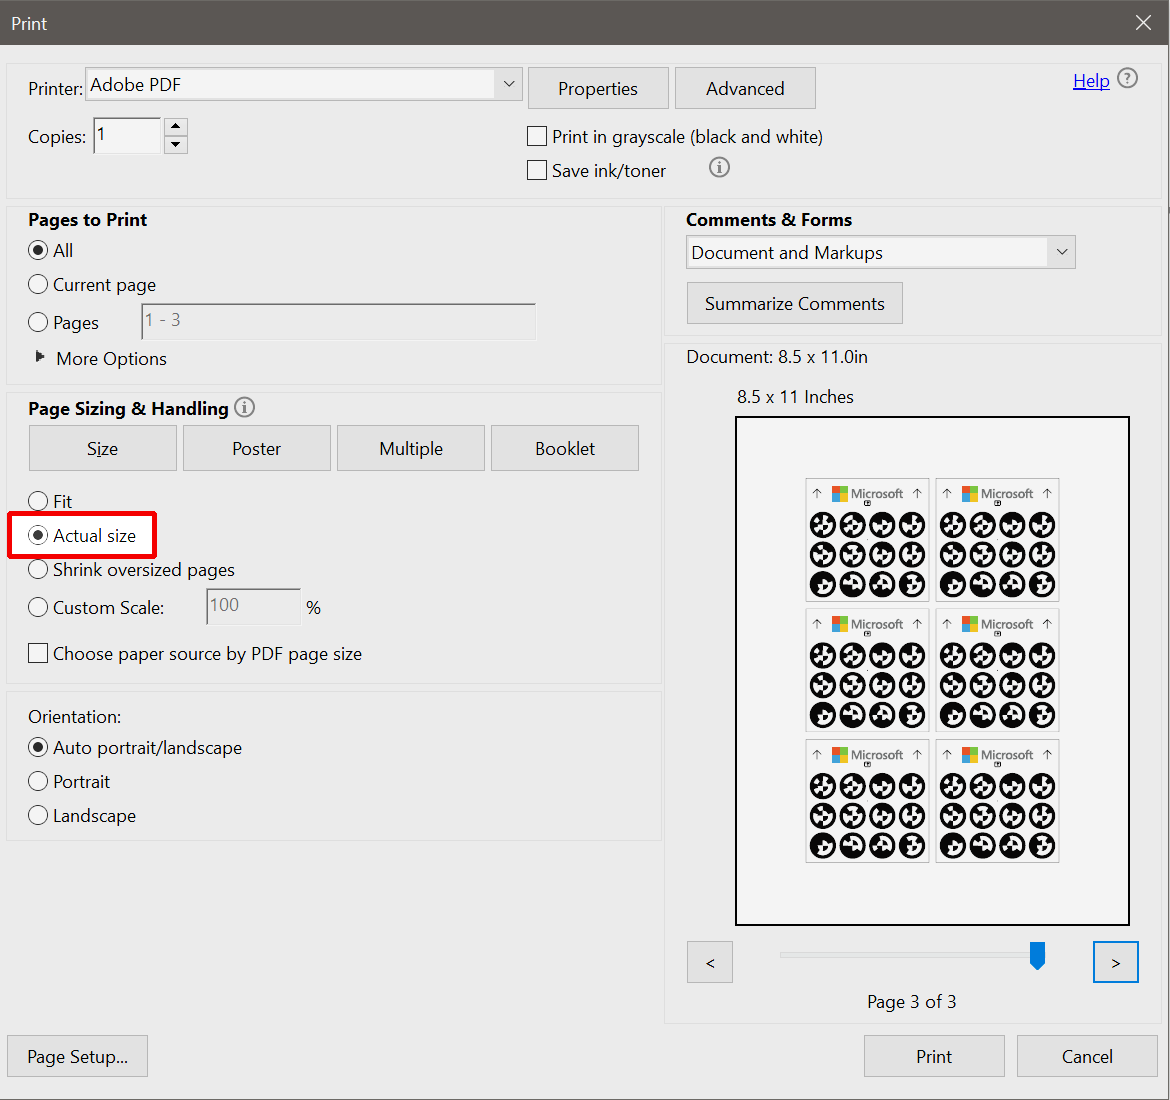 Print
Printer: Adobe PDF Properties Advanced Help ?
Copies: 1 Print in grayscale (black and white)
Save ink/toner i
Pages to Print
All
Current page
Pages 1 - 3
More Options
Comments & Forms
Document and Markups
Summarize Comments
Page Sizing & Handling i
Size Poster Multiple Booklet
Fit
Actual size
Shrink oversized pages
Custom Scale: 100 %
Choose paper source by PDF page size
Orientation:
Auto portrait/landscape
Portrait
Landscape
Document: 8.5 x 11.0in
8.5 x 11 Inches
↑ Microsoft ↑ ↑ Microsoft ↑
↑ Microsoft ↑ ↑ Microsoft ↑
↑ Microsoft ↑ ↑ Microsoft ↑
< >
Page 3 of 3
Page Setup... Print Cancel